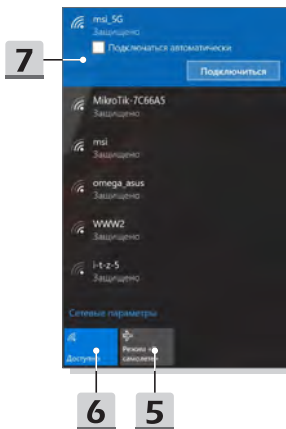 msi_5G
Защищено
Подключаться автоматически
7
Подключиться
MikroTik-7C66A5
Защищено
msi
Защищено
omega_asus
Защищено
WWW2
Защищено
i-t-z-5
Защищено
Сетевые параметры
Режим «в
Доступно самолете»
6 5